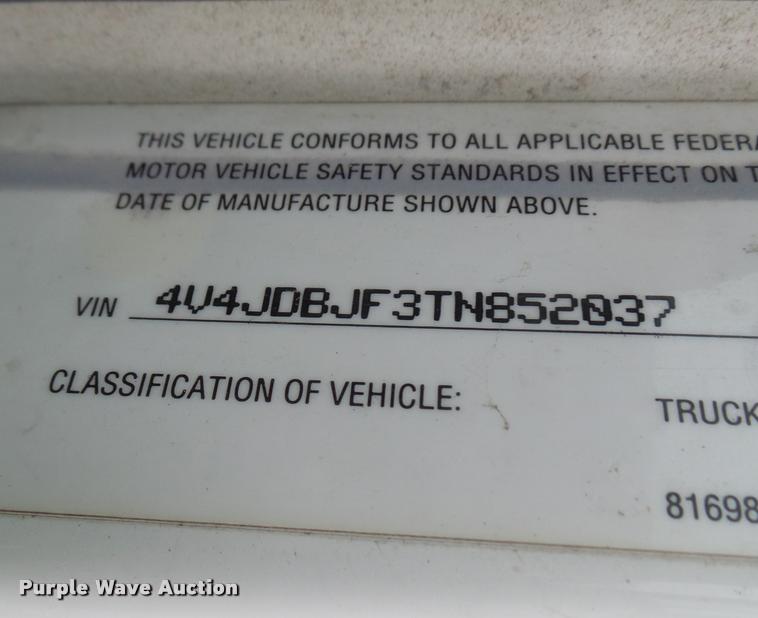 THIS VEHICLE CONFORMS TO ALL APPLICABLE FEDERA
MOTOR VEHICLE SAFETY STANDARDS IN EFFECT ON T
DATE OF MANUFACTURE SHOWN ABOVE.
VIN 4V4JDBJF3TN852037
CLASSIFICATION OF VEHICLE: TRUCK
81698
Purple Wave Auction